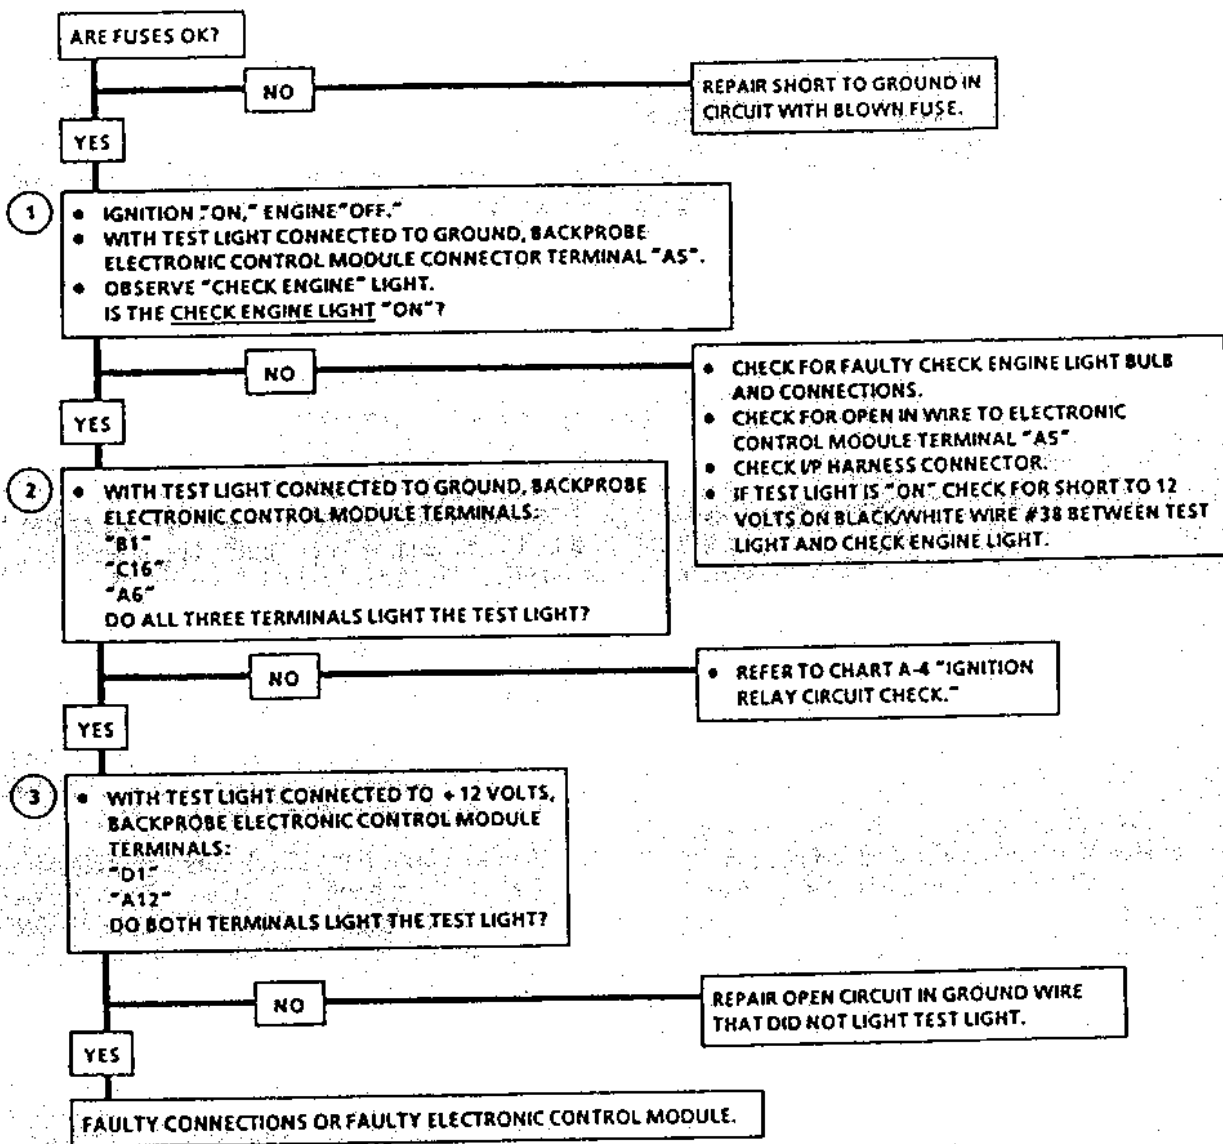 ARE FUSES OK?
NO
REPAIR SHORT TO GROUND IN
CIRCUIT WITH BLOWN FUSE.
YES
1
• IGNITION "ON," ENGINE "OFF."
• WITH TEST LIGHT CONNECTED TO GROUND, BACKPROBE
ELECTRONIC CONTROL MODULE CONNECTOR TERMINAL "A5".
• OBSERVE "CHECK ENGINE" LIGHT.
IS THE CHECK ENGINE LIGHT "ON"?
NO
• CHECK FOR FAULTY CHECK ENGINE LIGHT BULB
AND CONNECTIONS.
• CHECK FOR OPEN IN WIRE TO ELECTRONIC
CONTROL MODULE TERMINAL "A5"
• CHECK I/P HARNESS CONNECTOR.
• IF TEST LIGHT IS "ON" CHECK FOR SHORT TO 12
VOLTS ON BLACK/WHITE WIRE #38 BETWEEN TEST
LIGHT AND CHECK ENGINE LIGHT.
YES
2
• WITH TEST LIGHT CONNECTED TO GROUND, BACKPROBE
ELECTRONIC CONTROL MODULE TERMINALS:
"B1"
"C16"
"A6"
DO ALL THREE TERMINALS LIGHT THE TEST LIGHT?
NO
• REFER TO CHART A-4 "IGNITION
RELAY CIRCUIT CHECK."
YES
3
• WITH TEST LIGHT CONNECTED TO + 12 VOLTS,
BACKPROBE ELECTRONIC CONTROL MODULE
TERMINALS:
"D1"
"A12"
DO BOTH TERMINALS LIGHT THE TEST LIGHT?
NO
REPAIR OPEN CIRCUIT IN GROUND WIRE
THAT DID NOT LIGHT TEST LIGHT.
YES
FAULTY CONNECTIONS OR FAULTY ELECTRONIC CONTROL MODULE.